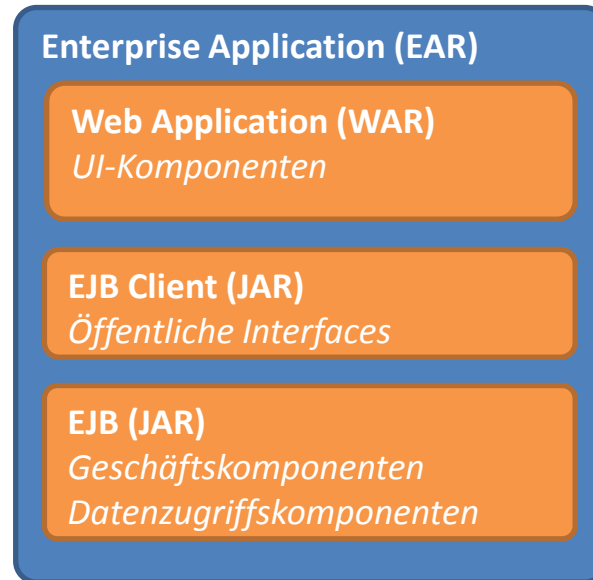 Enterprise Application (EAR)
Web Application (WAR)
UI-Komponenten
EJB Client (JAR)
Öffentliche Interfaces
EJB (JAR)
Geschäftskomponenten
Datenzugriffskomponenten